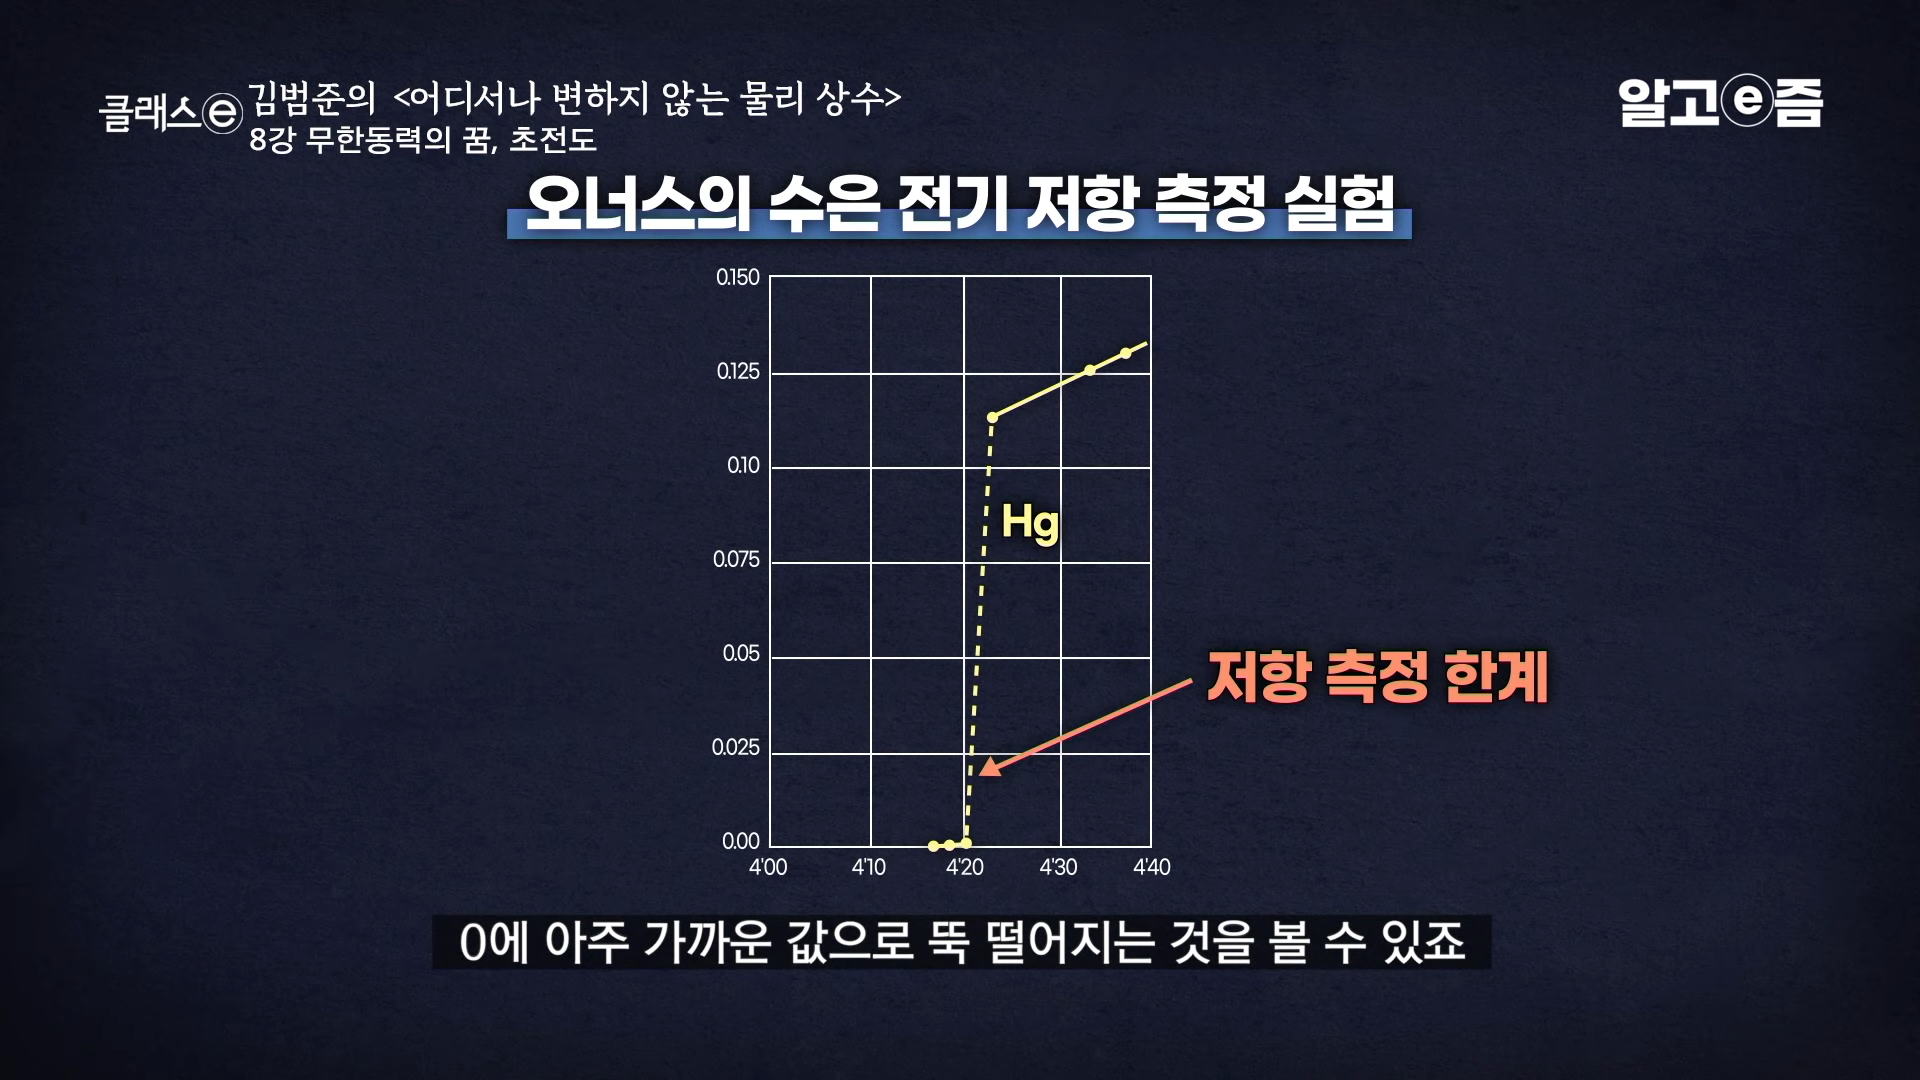 클래스e 김범준의 <어디서나 변하지 않는 물리 상수>
8강 무한동력의 꿈, 초전도
알고e즘
오너스의 수은 전기 저항 측정 실험
0.150
0.125
0.10
Hg
0.075
0.05
저항 측정 한계
0.025
0.00
4'00 4'10 4'20 4'30 4'40
0에 아주 가까운 값으로 뚝 떨어지는 것을 볼 수 있죠